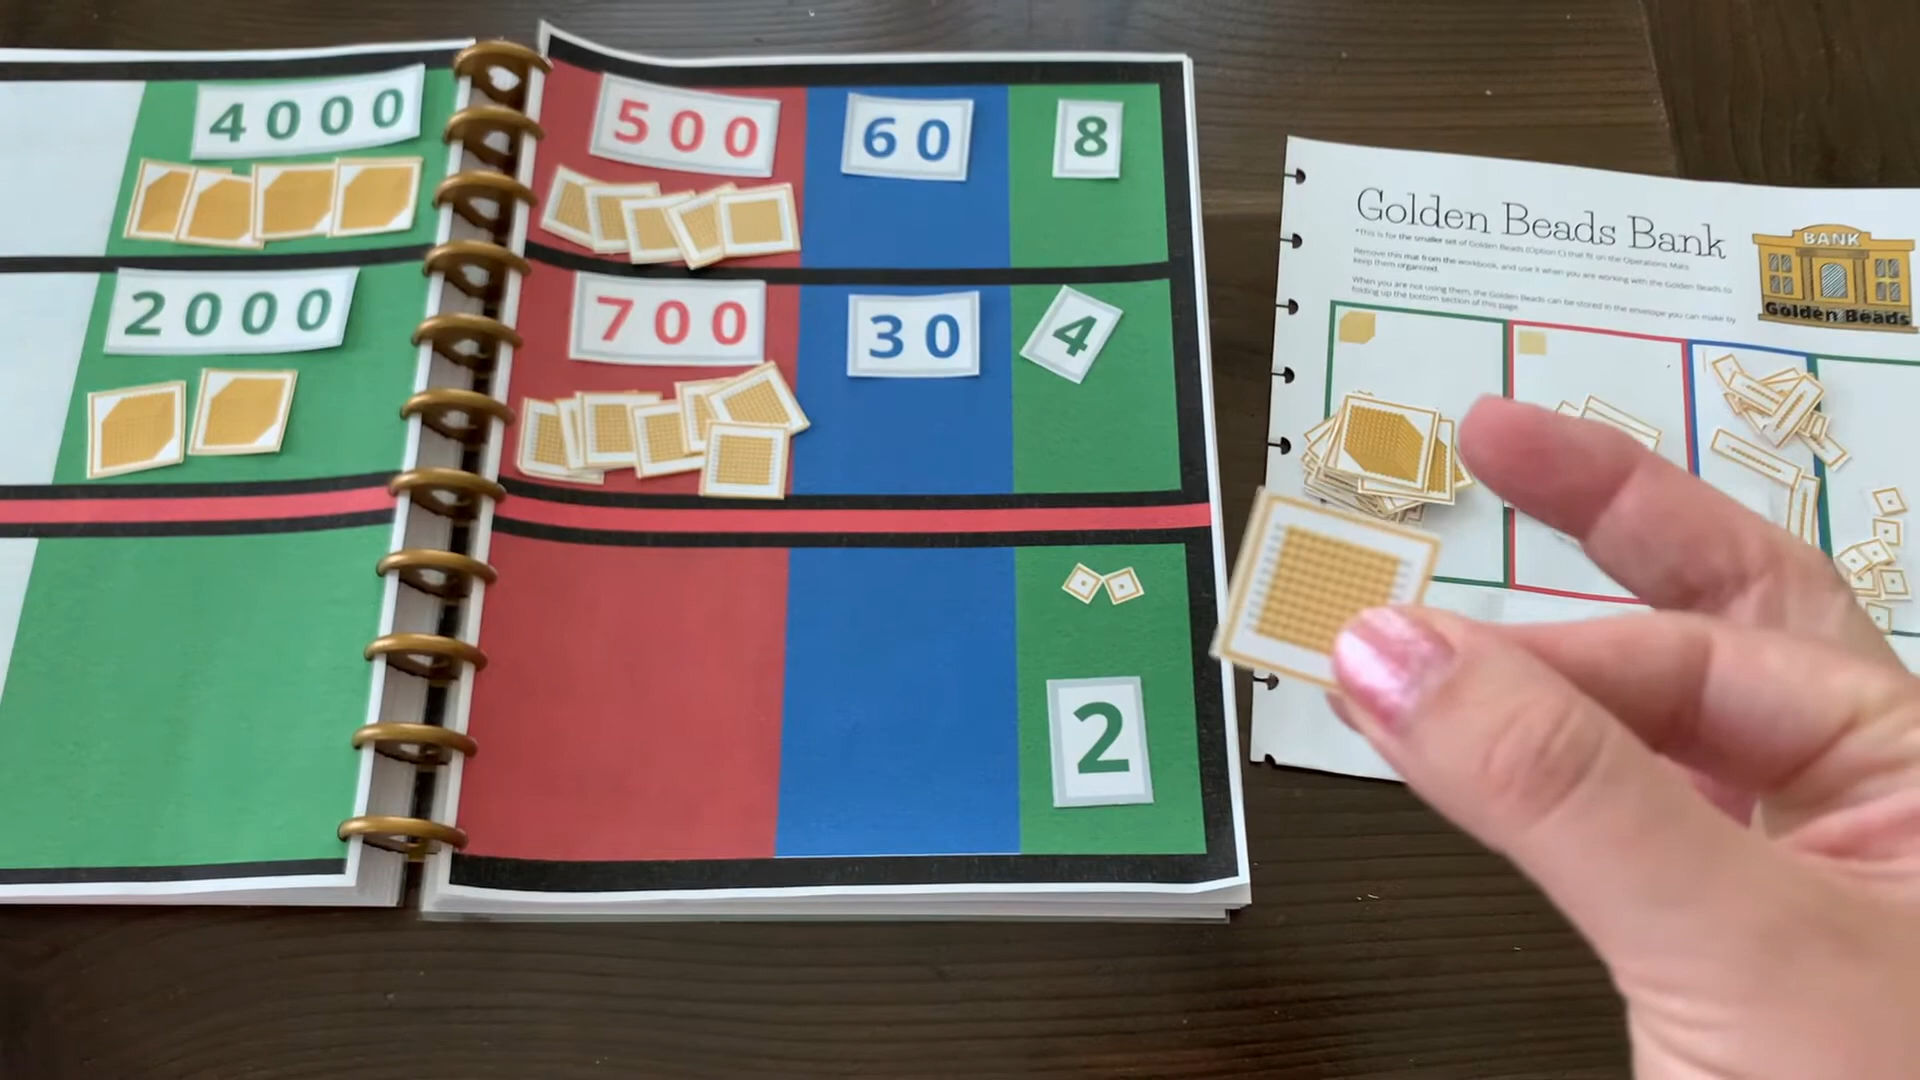 4000 500 60 8
2000 700 30 4
2
Golden Beads Bank
*This is for the smaller set of Golden Beads (Option C) that fit on the Operations Mats.
Remove this mat from the workbook, and use it when you are working with the Golden Beads to
keep them organized.
When you are not using them, the Golden Beads can be stored in the envelope you can make by
folding up the bottom section of this page.
BANK
Golden Beads